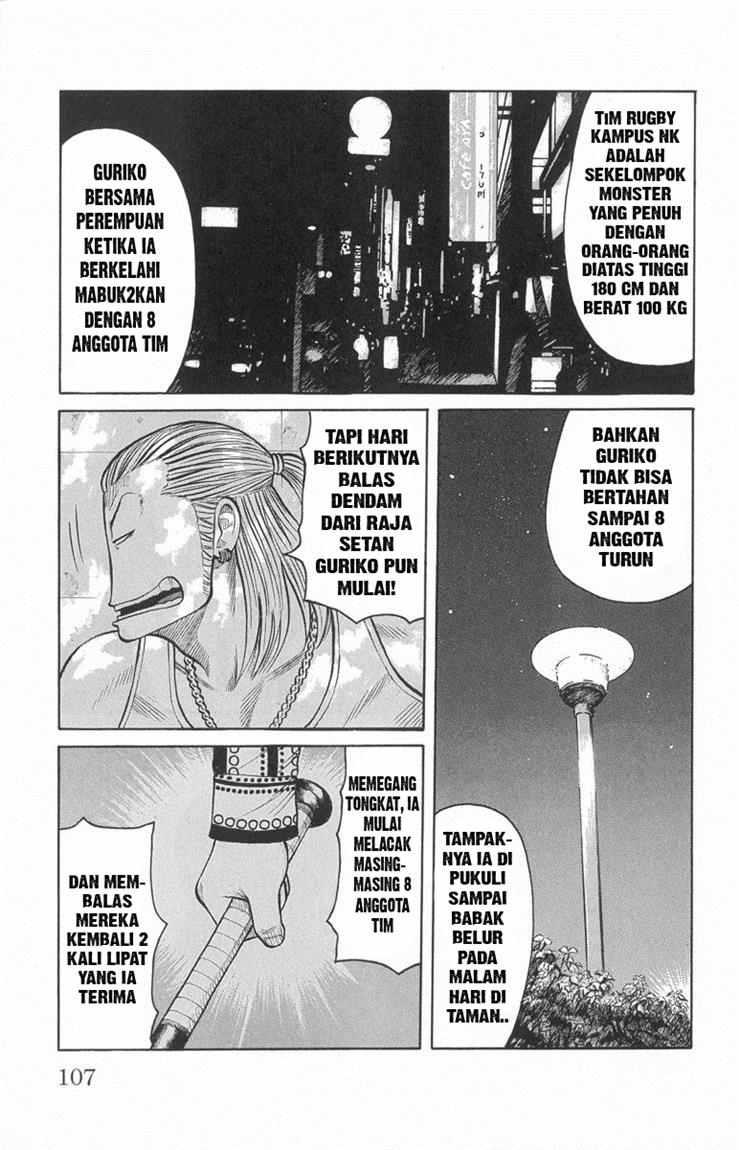 TIM RUGBY
KAMPUS NK
ADALAH
SEKELOMPOK
MONSTER
YANG PENUH
DENGAN
ORANG-ORANG
DIATAS TINGGI
180 CM DAN
BERAT 100 KG
GURIKO
BERSAMA
PEREMPUAN
KETIKA IA
BERKELAHI
MABUK2KAN
DENGAN 8
ANGGOTA TIM
Café AYA
BAHKAN
GURIKO
TIDAK BISA
BERTAHAN
SAMPAI 8
ANGGOTA
TURUN
TAMPAK-
NYA IA DI
PUKULI
SAMPAI
BABAK
BELUR
PADA
MALAM
HARI DI
TAMAN..
TAPI HARI
BERIKUTNYA
BALAS
DENDAM
DARI RAJA
SETAN
GURIKO PUN
MULAI!
MEMEGANG
TONGKAT, IA
MULAI
MELACAK
MASING-
MASING 8
ANGGOTA
TIM
DAN MEM-
BALAS
MEREKA
KEMBALI 2
KALI LIPAT
YANG IA
TERIMA
107